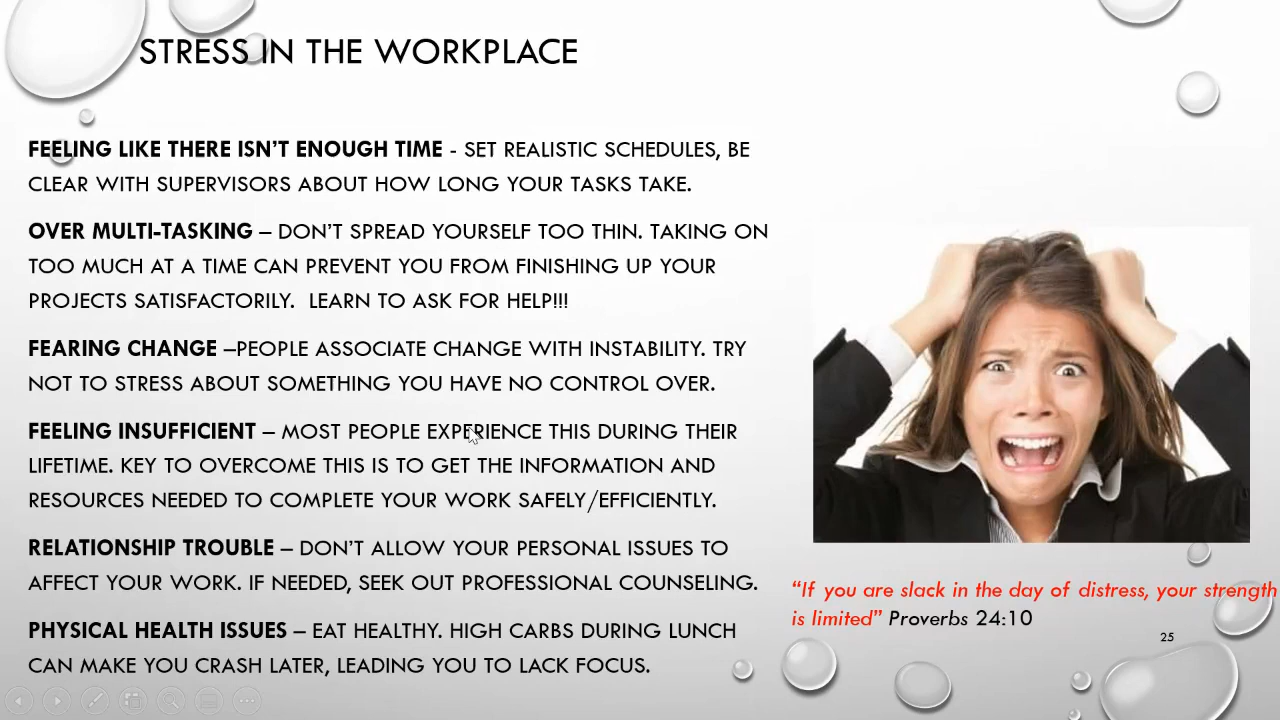 STRESS IN THE WORKPLACE
FEELING LIKE THERE ISN'T ENOUGH TIME - SET REALISTIC SCHEDULES, BE
CLEAR WITH SUPERVISORS ABOUT HOW LONG YOUR TASKS TAKE.
OVER MULTI-TASKING – DON'T SPREAD YOURSELF TOO THIN. TAKING ON
TOO MUCH AT A TIME CAN PREVENT YOU FROM FINISHING UP YOUR
PROJECTS SATISFACTORILY. LEARN TO ASK FOR HELP!!!
FEARING CHANGE –PEOPLE ASSOCIATE CHANGE WITH INSTABILITY. TRY
NOT TO STRESS ABOUT SOMETHING YOU HAVE NO CONTROL OVER.
FEELING INSUFFICIENT – MOST PEOPLE EXPERIENCE THIS DURING THEIR
LIFETIME. KEY TO OVERCOME THIS IS TO GET THE INFORMATION AND
RESOURCES NEEDED TO COMPLETE YOUR WORK SAFELY/EFFICIENTLY.
RELATIONSHIP TROUBLE – DON'T ALLOW YOUR PERSONAL ISSUES TO
AFFECT YOUR WORK. IF NEEDED, SEEK OUT PROFESSIONAL COUNSELING.
PHYSICAL HEALTH ISSUES – EAT HEALTHY. HIGH CARBS DURING LUNCH
CAN MAKE YOU CRASH LATER, LEADING YOU TO LACK FOCUS.
“If you are slack in the day of distress, your strength
is limited” Proverbs 24:10
25